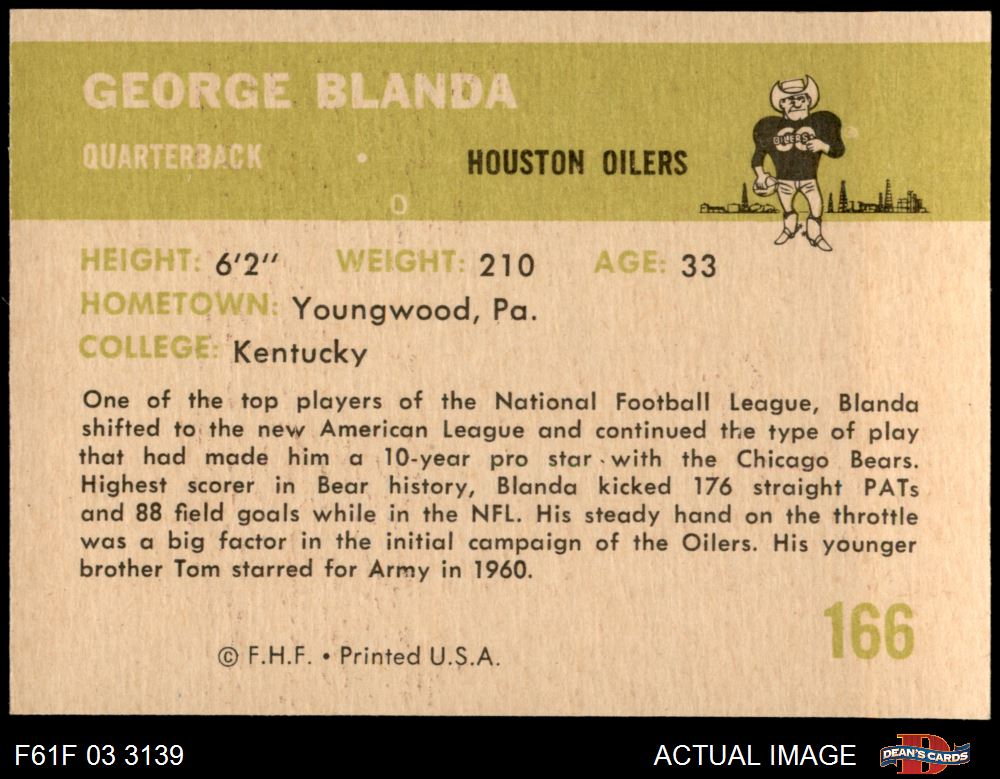 GEORGE BLANDA
QUARTERBACK
HOUSTON OILERS
OILERS
HEIGHT: 6'2" WEIGHT: 210 AGE: 33
HOMETOWN: Youngwood, Pa.
COLLEGE: Kentucky
One of the top players of the National Football League, Blanda
shifted to the new American League and continued the type of play
that had made him a 10-year pro star with the Chicago Bears.
Highest scorer in Bear history, Blanda kicked 176 straight PATs
and 88 field goals while in the NFL. His steady hand on the throttle
was a big factor in the initial campaign of the Oilers. His younger
brother Tom starred for Army in 1960.
166
© F.H.F. • Printed U.S.A.
F61F 03 3139
ACTUAL IMAGE
DEAN'S CARDS